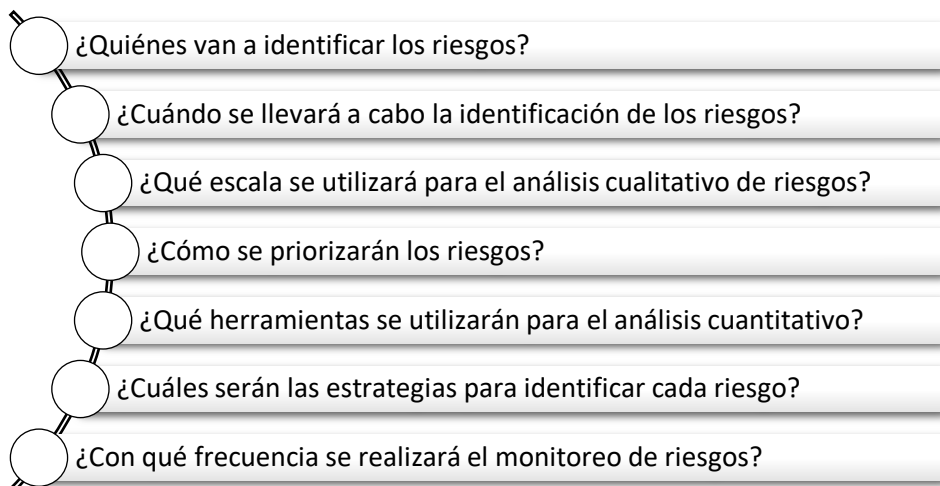 ¿Quiénes van a identificar los riesgos?
¿Cuándo se llevará a cabo la identificación de los riesgos?
¿Qué escala se utilizará para el análisis cualitativo de riesgos?
¿Cómo se priorizarán los riesgos?
¿Qué herramientas se utilizarán para el análisis cuantitativo?
¿Cuáles serán las estrategias para identificar cada riesgo?
¿Con qué frecuencia se realizará el monitoreo de riesgos?